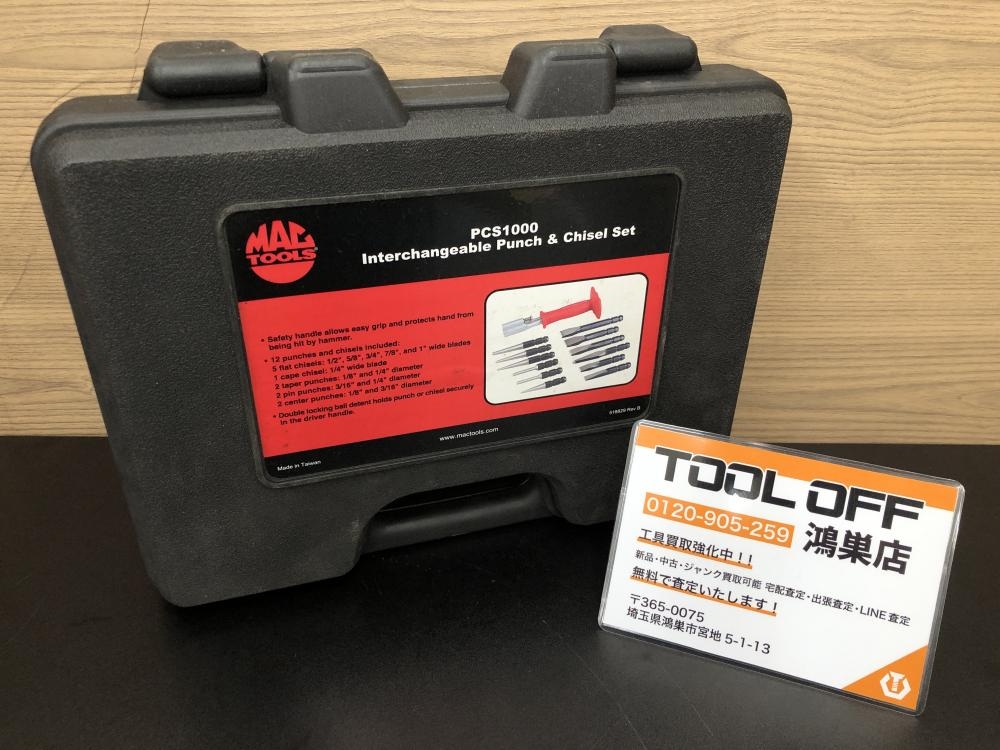 MAC
TOOLS
PCS1000
Interchangeable Punch & Chisel Set
• Safety handle allows easy grip and protects hand from
being hit by hammer.
• 12 punches and chisels included:
5 flat chisels: 1/2", 5/8", 3/4", 7/8", and 1" wide blades
1 cape chisel: 1/4" wide blade
2 taper punches: 1/8" and 1/4" diameter
2 pin punches: 3/16" and 1/4" diameter
2 center punches: 1/8" and 3/16" diameter
• Double locking ball detent holds punch or chisel securely
in the driver handle.
www.mactools.com
Made in Taiwan
518829 Rev B
TOOL OFF
0120-905-259
鴻巣店
工具買取強化中!!
新品・中古・ジャンク買取可能 宅配査定・出張査定・LINE査定
無料で査定いたします!
〒365-0075
埼玉県鴻巣市宮地 5-1-13